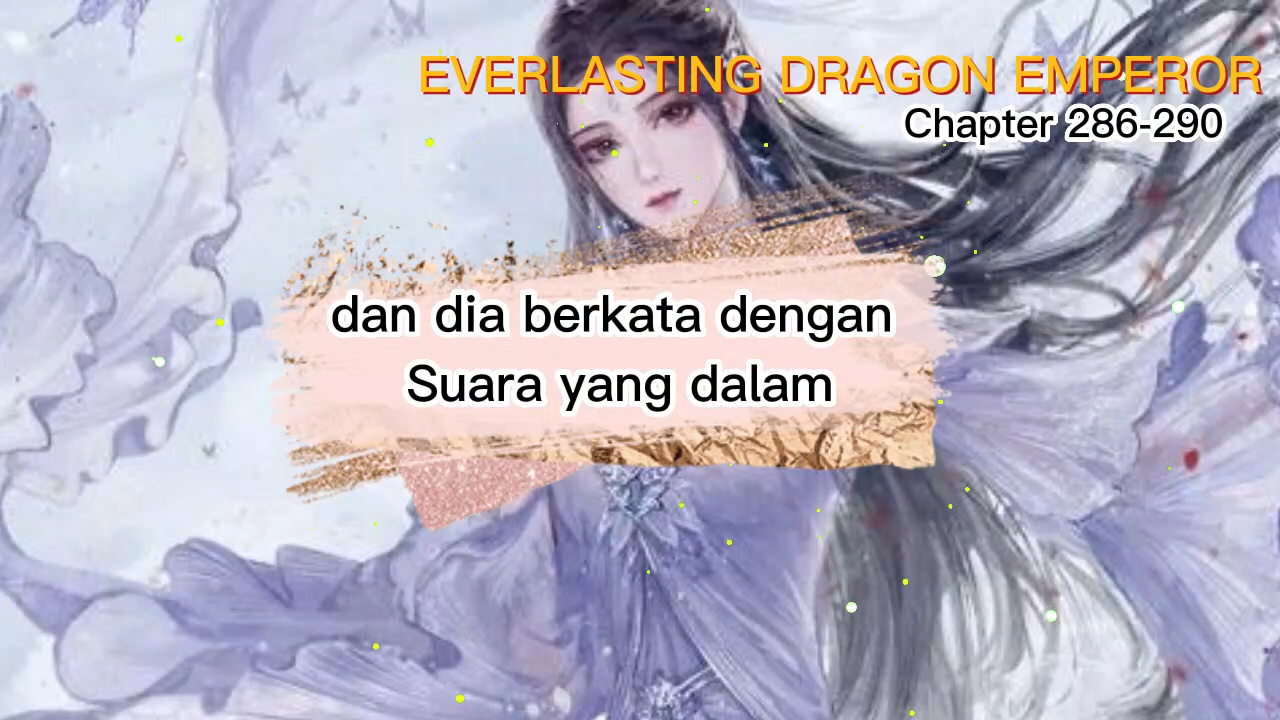 EVERLASTING DRAGON EMPEROR
Chapter 286-290
dan dia berkata dengan
Suara yang dalam